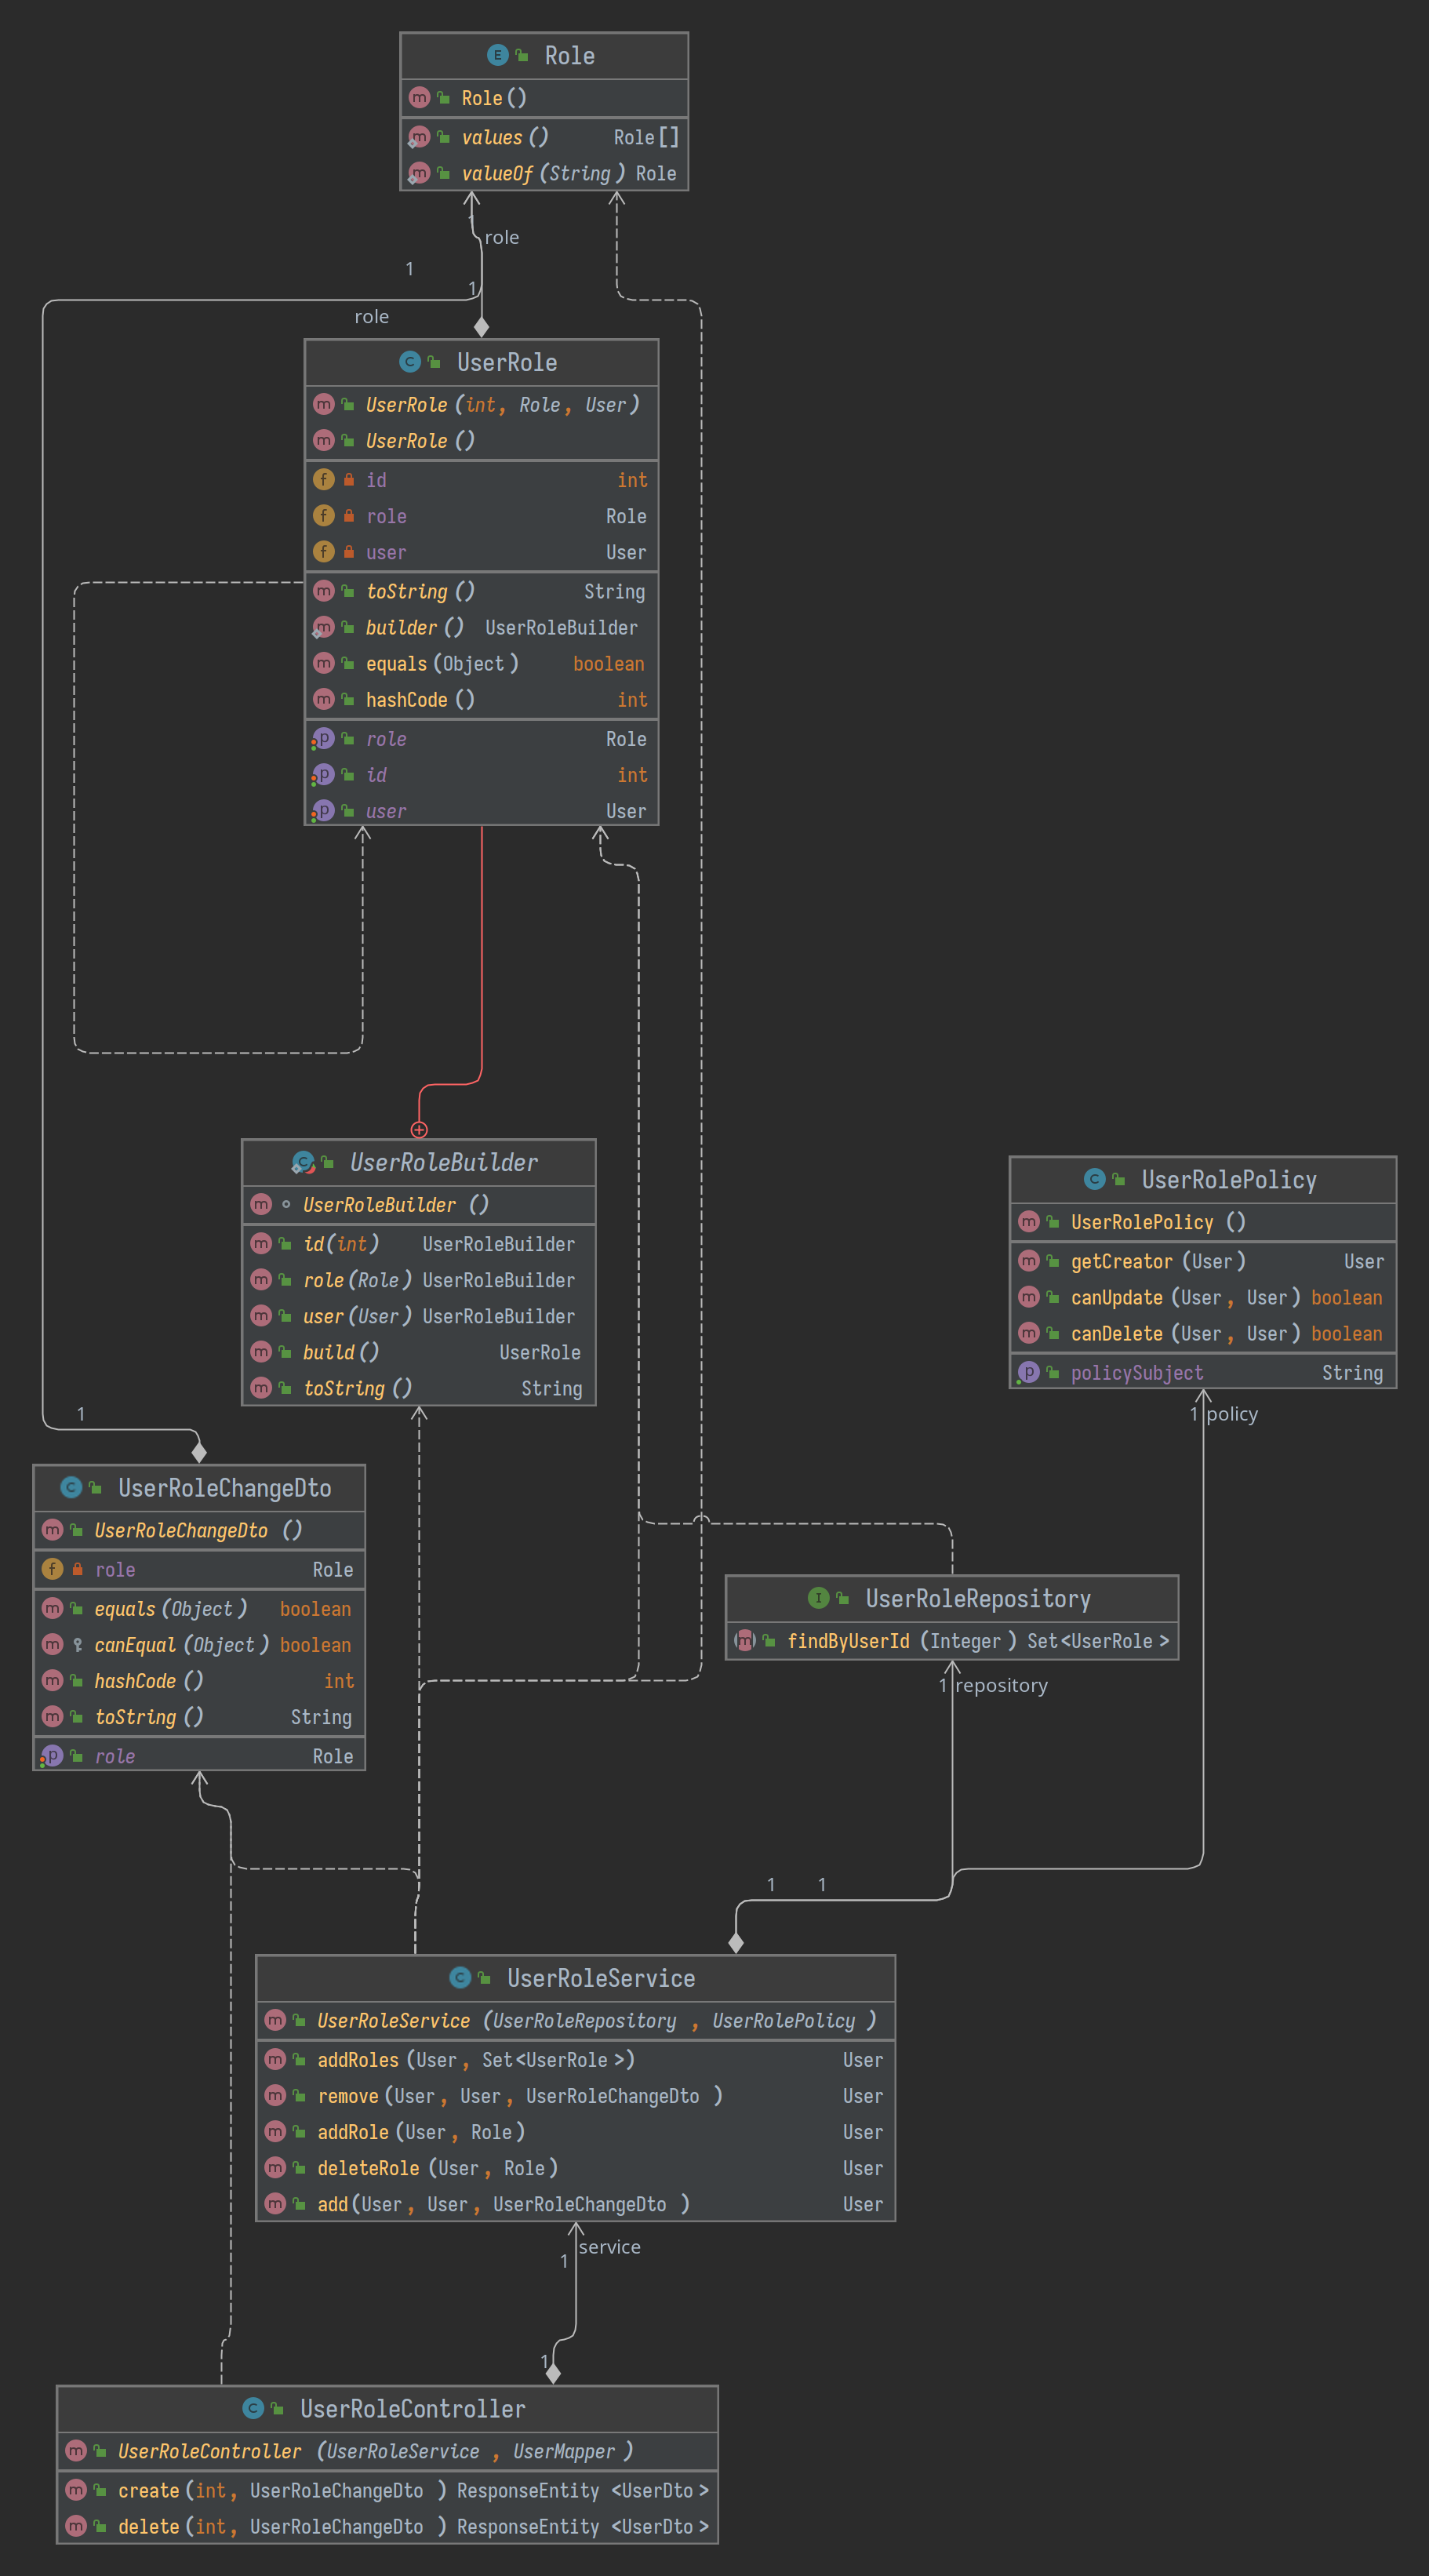 Role
Role()
values() Role[]
valueOf(String) Role
1
role
1
1
role
UserRole
UserRole(int, Role, User)
UserRole()
id int
role Role
user User
toString() String
builder() UserRoleBuilder
equals(Object) boolean
hashCode() int
role Role
id int
user User
UserRoleBuilder
UserRoleBuilder()
id(int) UserRoleBuilder
role(Role) UserRoleBuilder
user(User) UserRoleBuilder
build() UserRole
toString() String
UserRolePolicy
UserRolePolicy()
getCreator(User) User
canUpdate(User, User) boolean
canDelete(User, User) boolean
policySubject String
1 policy
1
UserRoleChangeDto
UserRoleChangeDto()
role Role
equals(Object) boolean
canEqual(Object) boolean
hashCode() int
toString() String
role Role
UserRoleRepository
findByUserId(Integer) Set<UserRole>
1 repository
1 1
UserRoleService
UserRoleService(UserRoleRepository, UserRolePolicy)
addRoles(User, Set<UserRole>) User
remove(User, User, UserRoleChangeDto) User
addRole(User, Role) User
deleteRole(User, Role) User
add(User, User, UserRoleChangeDto) User
service
1
1
UserRoleController
UserRoleController(UserRoleService, UserMapper)
create(int, UserRoleChangeDto) ResponseEntity<UserDto>
delete(int, UserRoleChangeDto) ResponseEntity<UserDto>